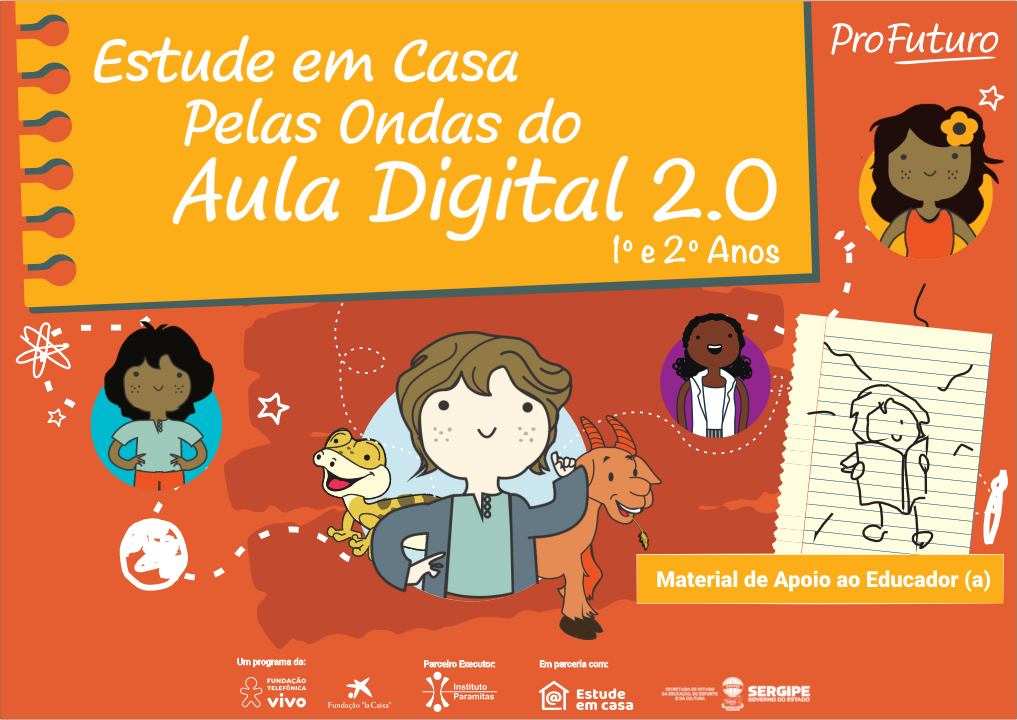 Estude em Casa
Pelas Ondas do
Aula Digital 2.0
1º e 2º Anos
ProFuturo
Material de Apoio ao Educador (a)
Um programa da:
FUNDAÇÃO
TELEFÔNICA
vivo
Fundação "la Caixa"
Parceiro Executor:
Instituto
Paramitas
Em parceria com:
Estude
em casa
SECRETARIA DE ESTADO
DA EDUCAÇÃO, DO ESPORTE
E DA CULTURA
SERGIPE
GOVERNO DO ESTADO